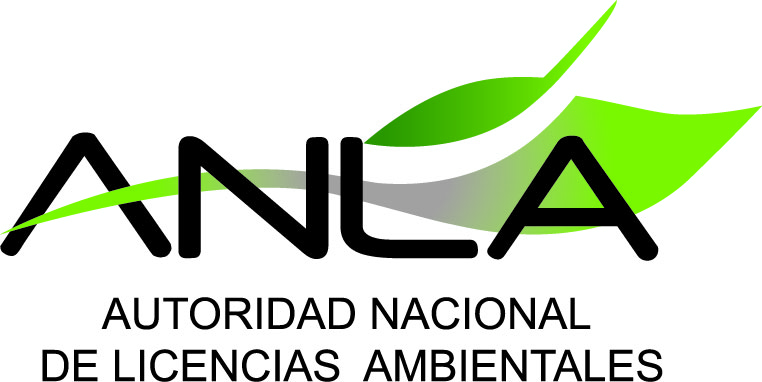 ANLA
AUTORIDAD NACIONAL
DE LICENCIAS AMBIENTALES